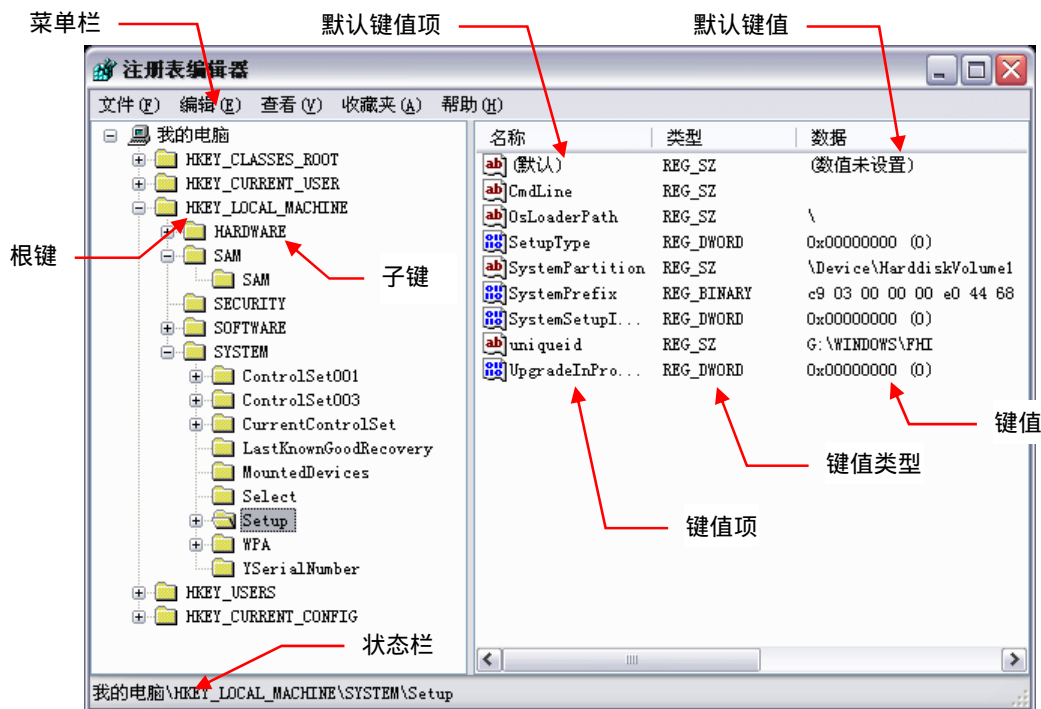 菜单栏 默认键值项 默认键值
注册表编辑器
文件(F) 编辑(E) 查看(V) 收藏夹(A) 帮助(H)
我的电脑
HKEY_CLASSES_ROOT
HKEY_CURRENT_USER
HKEY_LOCAL_MACHINE
HARDWARE
SAM
SAM
SECURITY
SOFTWARE
SYSTEM
ControlSet001
ControlSet003
CurrentControlSet
LastKnownGoodRecovery
MountedDevices
Select
Setup
WPA
YSerialNumber
HKEY_USERS
HKEY_CURRENT_CONFIG
根键
子键
名称 类型 数据
(默认) REG_SZ (数值未设置)
CmdLine REG_SZ
OsLoaderPath REG_SZ \
SetupType REG_DWORD 0x00000000 (0)
SystemPartition REG_SZ \Device\HarddiskVolume1
SystemPrefix REG_BINARY c9 03 00 00 00 e0 44 68
SystemSetupI... REG_DWORD 0x00000000 (0)
uniqueid REG_SZ G:\WINDOWS\FHI
UpgradeInPro... REG_DWORD 0x00000000 (0)
键值
键值类型
键值项
状态栏
我的电脑\HKEY_LOCAL_MACHINE\SYSTEM\Setup